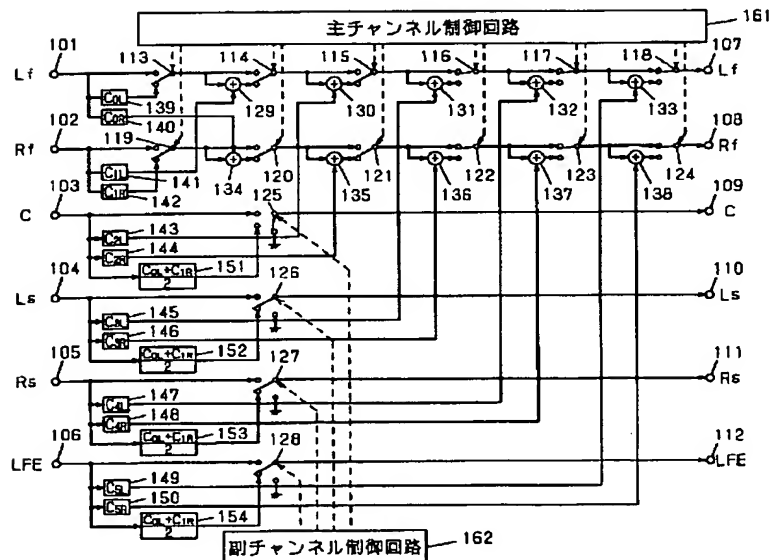 主チャンネル制御回路
161
101
113
114
115
116
117
118
107
Lf
Lf
C0L
139
129
130
131
132
133
C0R
140
102
119
108
Rf
Rf
C1L
141
134
120
135
121
136
122
137
123
138
124
C1R
142
103
125
109
C
C
C2L
143
C2R
144
C0L+C1R
2
151
104
126
110
Ls
Ls
C3L
145
C3R
146
C0L+C1R
2
152
105
127
111
Rs
Rs
C4L
147
C4R
148
C0L+C1R
2
153
106
128
112
LFE
LFE
C5L
149
C5R
150
C0L+C1R
2
154
副チャンネル制御回路
162